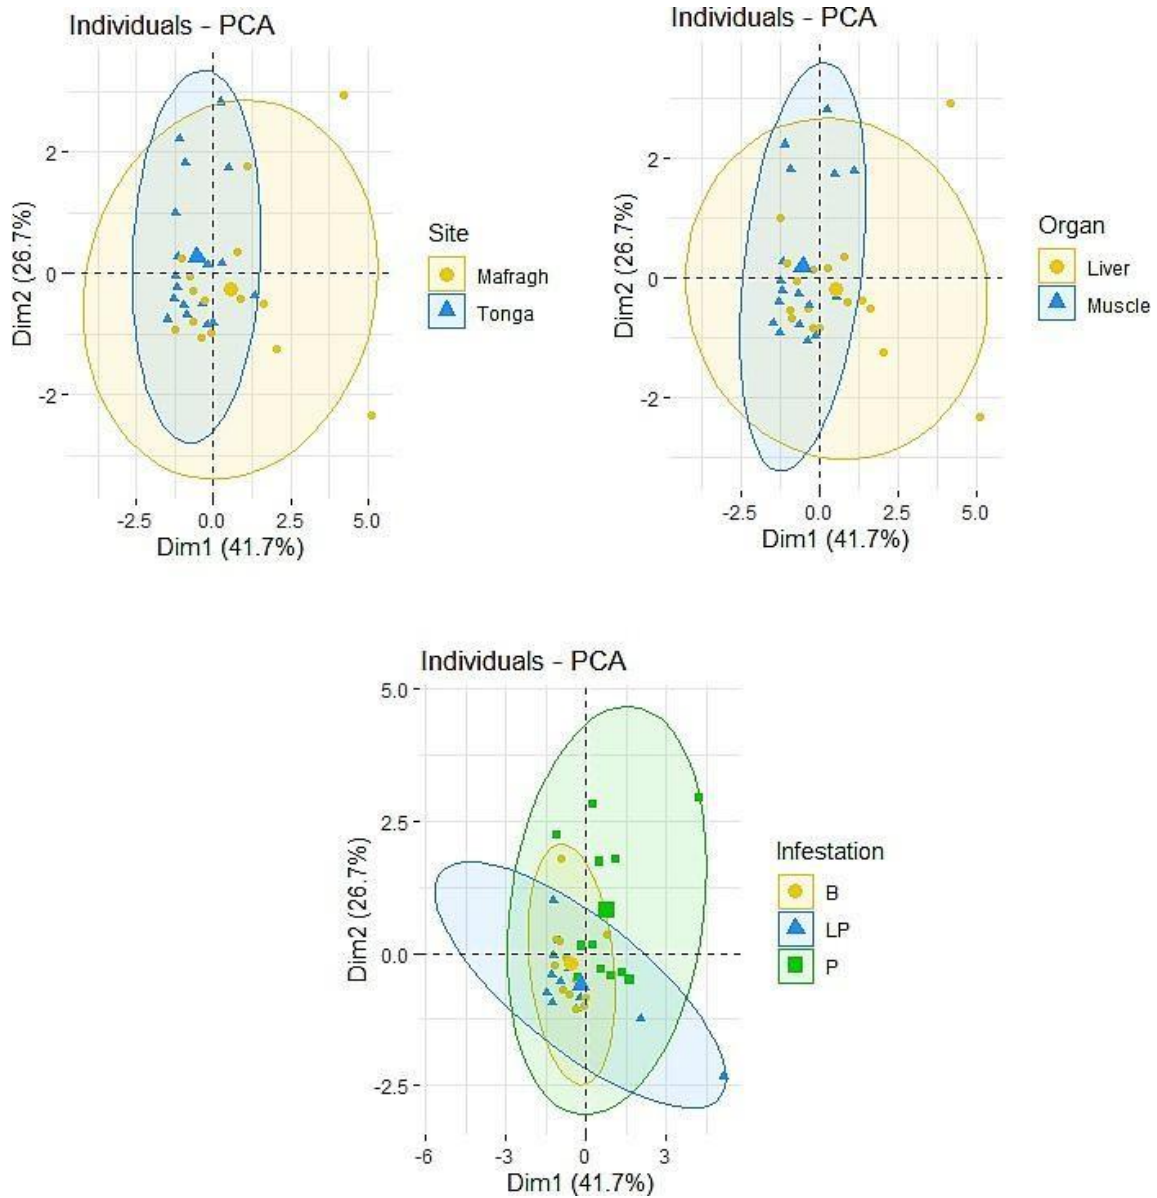 Individuals - PCA
Dim2 (26.7%)
2
0
-2
-2.5 0.0 2.5 5.0
Dim1 (41.7%)
Site
Mafragh
Tonga
Individuals - PCA
Dim2 (26.7%)
2
0
-2
-2.5 0.0 2.5 5.0
Dim1 (41.7%)
Organ
Liver
Muscle
Individuals - PCA
Dim2 (26.7%)
5.0
2.5
0.0
-2.5
-6 -3 0 3
Dim1 (41.7%)
Infestation
B
LP
P